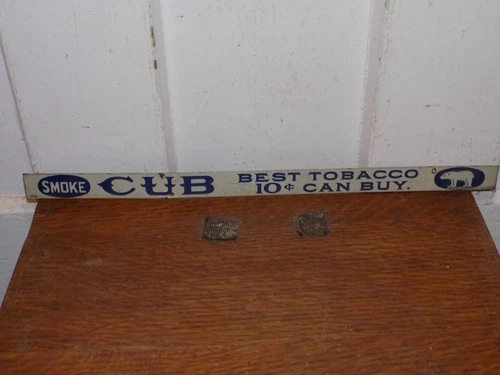 SMOKE CUB BEST TOBACCO
10¢ CAN BUY.